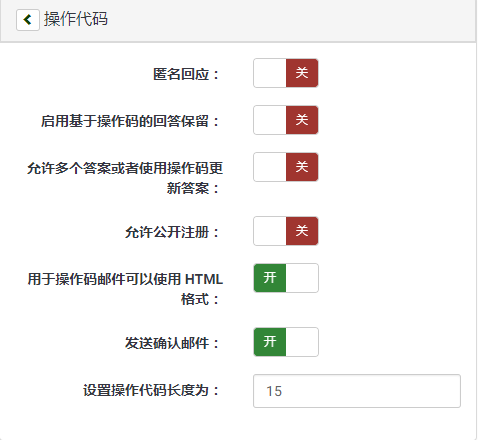 操作代码
匿名回应：
关
启用基于操作码的回答保留：
关
允许多个答案或者使用操作码更
新答案：
关
允许公开注册：
关
用于操作码邮件可以使用 HTML
格式：
开
发送确认邮件：
开
设置操作代码长度为：
15